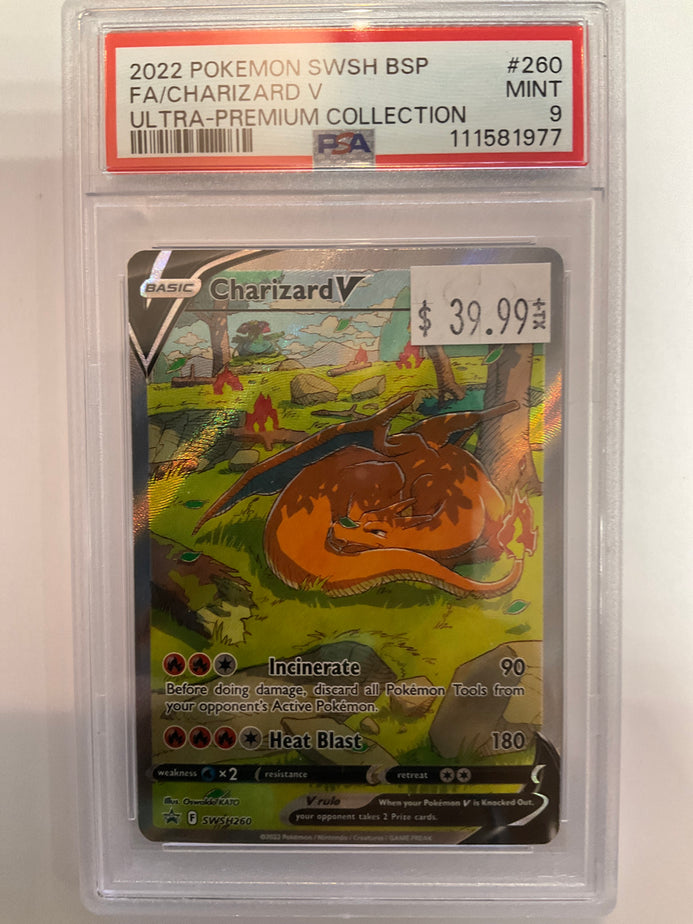 2022 POKEMON SWSH BSP #260
FA/CHARIZARD V MINT
ULTRA-PREMIUM COLLECTION 9
PSA 111581977
BASIC Charizard V
$ 39.99 +TX
Incinerate 90
Before doing damage, discard all Pokémon Tools from
your opponent's Active Pokémon.
Heat Blast 180
weakness ×2 resistance retreat
Illus. Oswaldo KATO
V rule When your Pokémon V is Knocked Out,
your opponent takes 2 Prize cards.
F SWSH260
©2022 Pokémon / Nintendo / Creatures / GAME FREAK